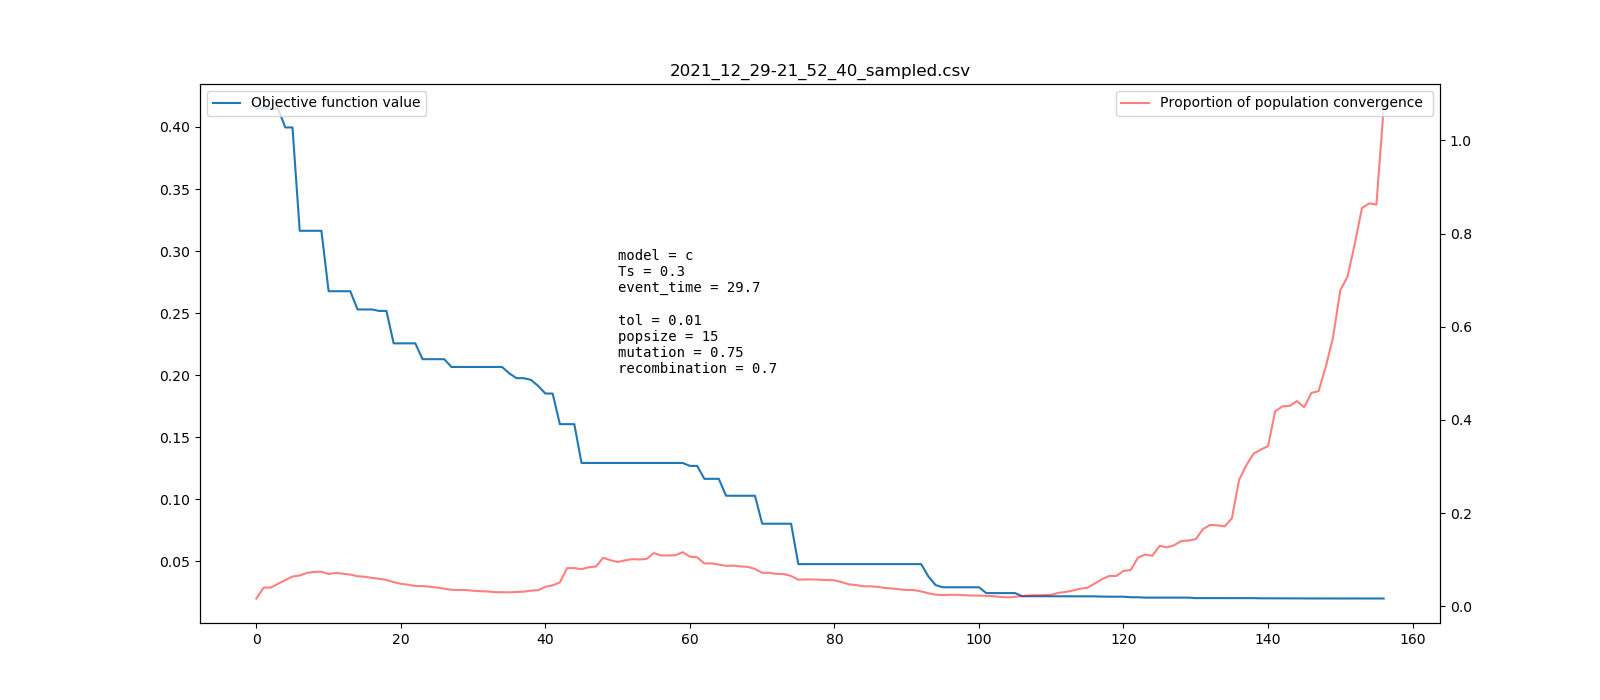 2021_12_29-21_52_40_sampled.csv
Objective function value
Proportion of population convergence
0.40
0.35
0.30
0.25
0.20
0.15
0.10
0.05
model = c
Ts = 0.3
event_time = 29.7
tol = 0.01
popsize = 15
mutation = 0.75
recombination = 0.7
1.0
0.8
0.6
0.4
0.2
0.0
0
20
40
60
80
100
120
140
160